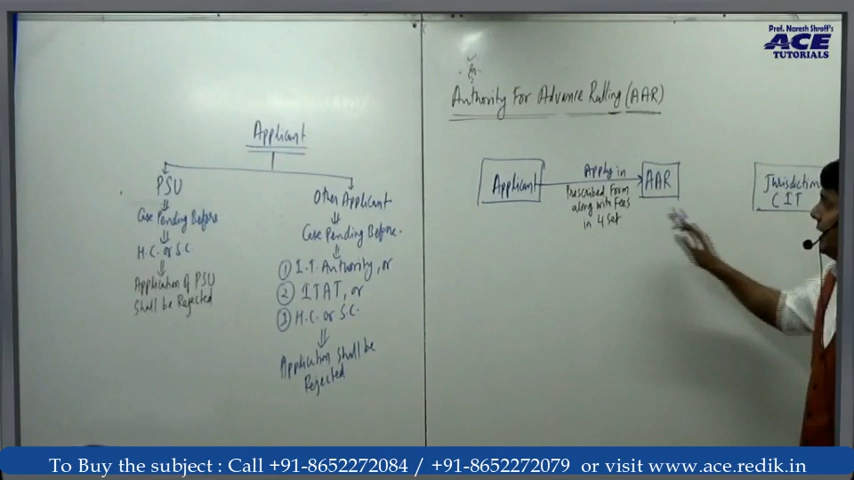 Prof. Naresh Shroff's
ACE
TUTORIALS
Applicant
PSU
Case Pending Before
H.C. or S.C.
Application of PSU
Shall be Rejected
Other Applicant
Case Pending Before.
① I.T. Authority, or
② ITAT, or
③ H.C. or S.C.
Application Shall be
Rejected
Authority For Advance Rulling (AAR)
Applicant
Apply in
Prescribed Form
along with Fees
in 4 Set
AAR
Jurisdiction
CIT
To Buy the subject : Call +91-8652272084 / +91-8652272079 or visit www.ace.redik.in